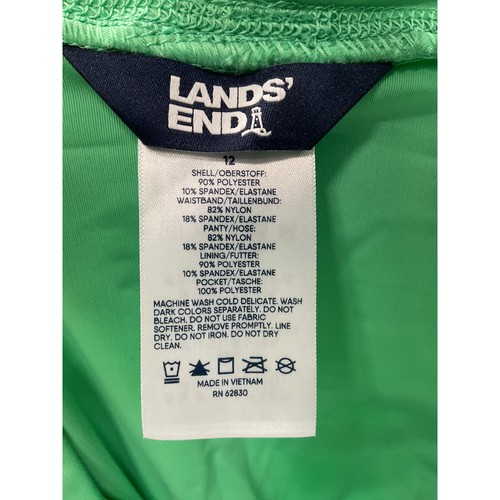 LANDS'
END
12
SHELL/OBERSTOFF:
90% POLYESTER
10% SPANDEX/ELASTANE
WAISTBAND/TAILLENBUND:
82% NYLON
18% SPANDEX/ELASTANE
PANTY/HOSE:
82% NYLON
18% SPANDEX/ELASTANE
LINING/FUTTER:
90% POLYESTER
10% SPANDEX/ELASTANE
POCKET/TASCHE:
100% POLYESTER
MACHINE WASH COLD DELICATE. WASH
DARK COLORS SEPARATELY. DO NOT
BLEACH. DO NOT USE FABRIC
SOFTENER. REMOVE PROMPTLY. LINE
DRY. DO NOT IRON. DO NOT DRY
CLEAN.
MADE IN VIETNAM
RN 62830